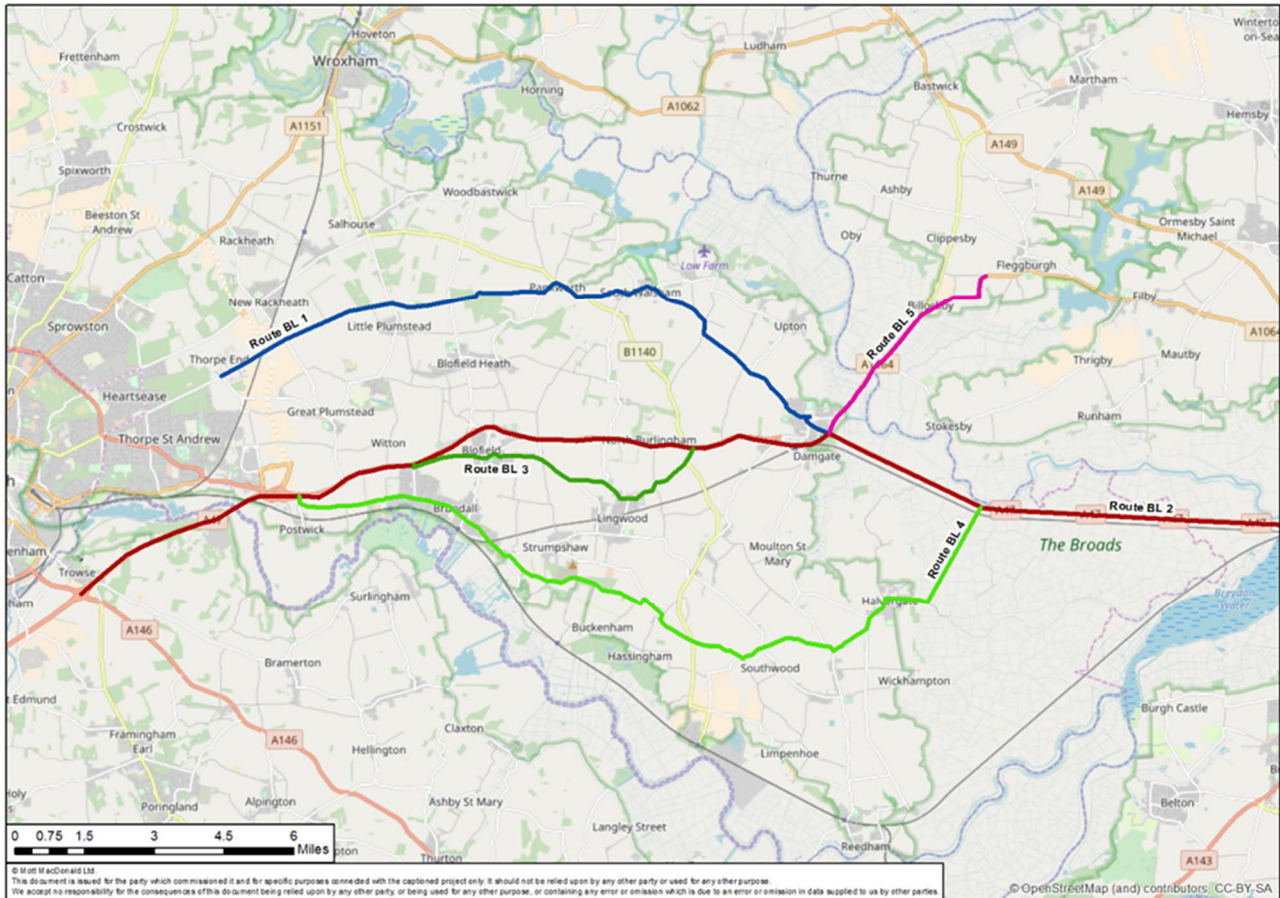 Hoveton
Winterto
on-Sea
Frettenham
Wroxham
Ludham
Martham
Bastwick
Horning
A1062
Hemsby
A1151
Crostwick
A149
Spixworth
Thurne
Ashby
A149
Woodbastwick
Beeston St
Andrew
Salhouse
Ormesby Saint
Michael
Rackheath
Oby
Clippesby
Catton
Low Farm
Fleggburgh
New Rackheath
Filby
Sprowston
Little Plumstead
Route BL 1
Upton
Route BL 5
A1064
B1140
Thorpe End
Blofield Heath
Thrigby
Mautby
Heartsease
Great Plumstead
Runham
Stokesby
Thorpe St Andrew
Witton
Blofield
North Burlingham
Damgate
Route BL 3
Brundall
Lingwood
Route BL 2
A47
Postwick
The Broads
Strumpshaw
Moulton St
Mary
Route BL 4
Trowse
Surlingham
Halvergate
Breydon
Water
A146
Buckenham
Hassingham
Southwood
Bramerton
Wickhampton
t Edmund
Burgh Castle
Framingham
Earl
Claxton
A146
Hellington
Limpenhoe
Holy
Poringland
Alpington
Ashby St Mary
Belton
Langley Street
Reedham
Thurton
A143
0 0.75 1.5 3 4.5 6
Miles
© Mott MacDonald Ltd.
This document is issued for the party which commissioned it and for specific purposes connected with the captioned project only. It should not be relied upon by any other party or used for any other purpose.
We accept no responsibility for the consequences of this document being relied upon by any other party, or being used for any other purpose, or containing any error or omission which is due to an error or omission in data supplied to us by other parties.
© OpenStreetMap (and) contributors, CC-BY-SA